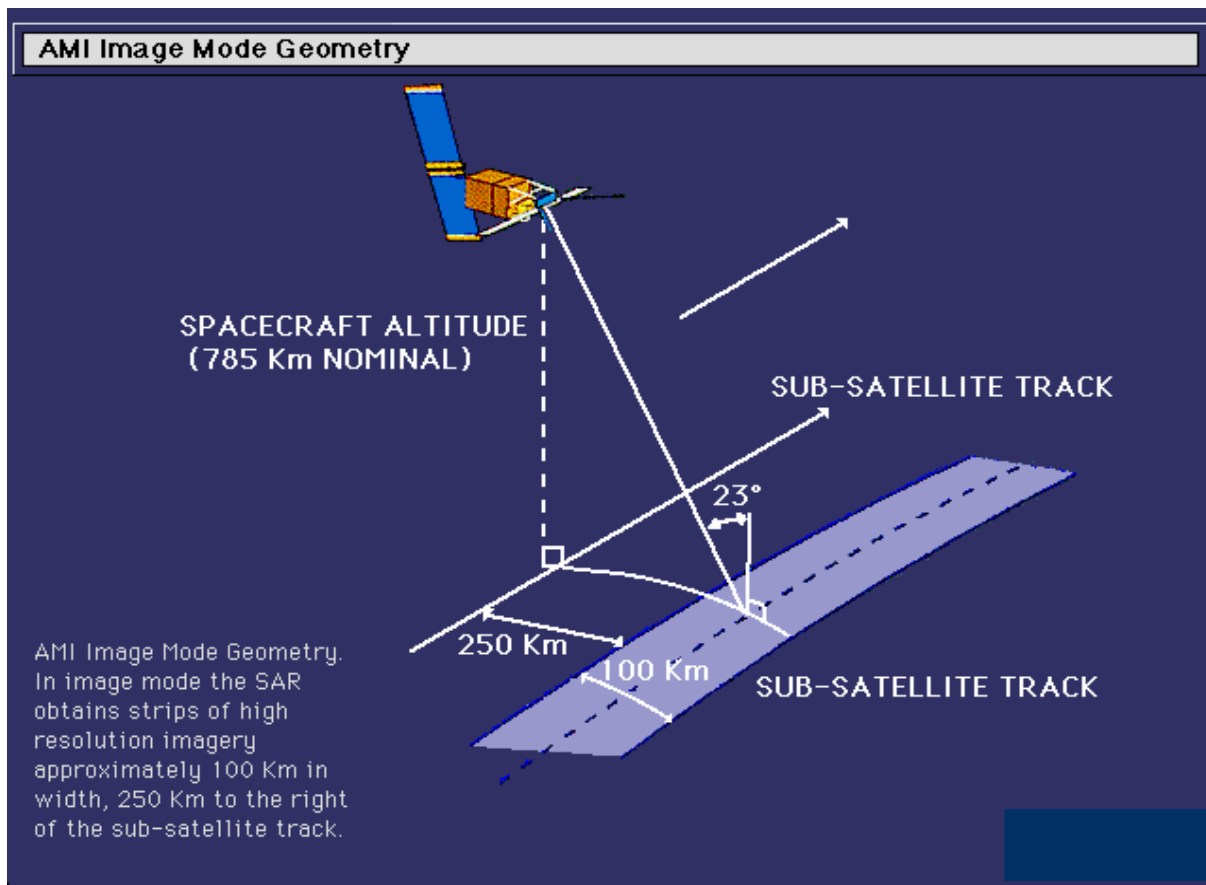 AMI Image Mode Geometry
SPACECRAFT ALTITUDE
(785 Km NOMINAL)
SUB-SATELLITE TRACK
23°
250 Km
100 Km
SUB-SATELLITE TRACK
AMI Image Mode Geometry.
In image mode the SAR
obtains strips of high
resolution imagery
approximately 100 Km in
width, 250 Km to the right
of the sub-satellite track.